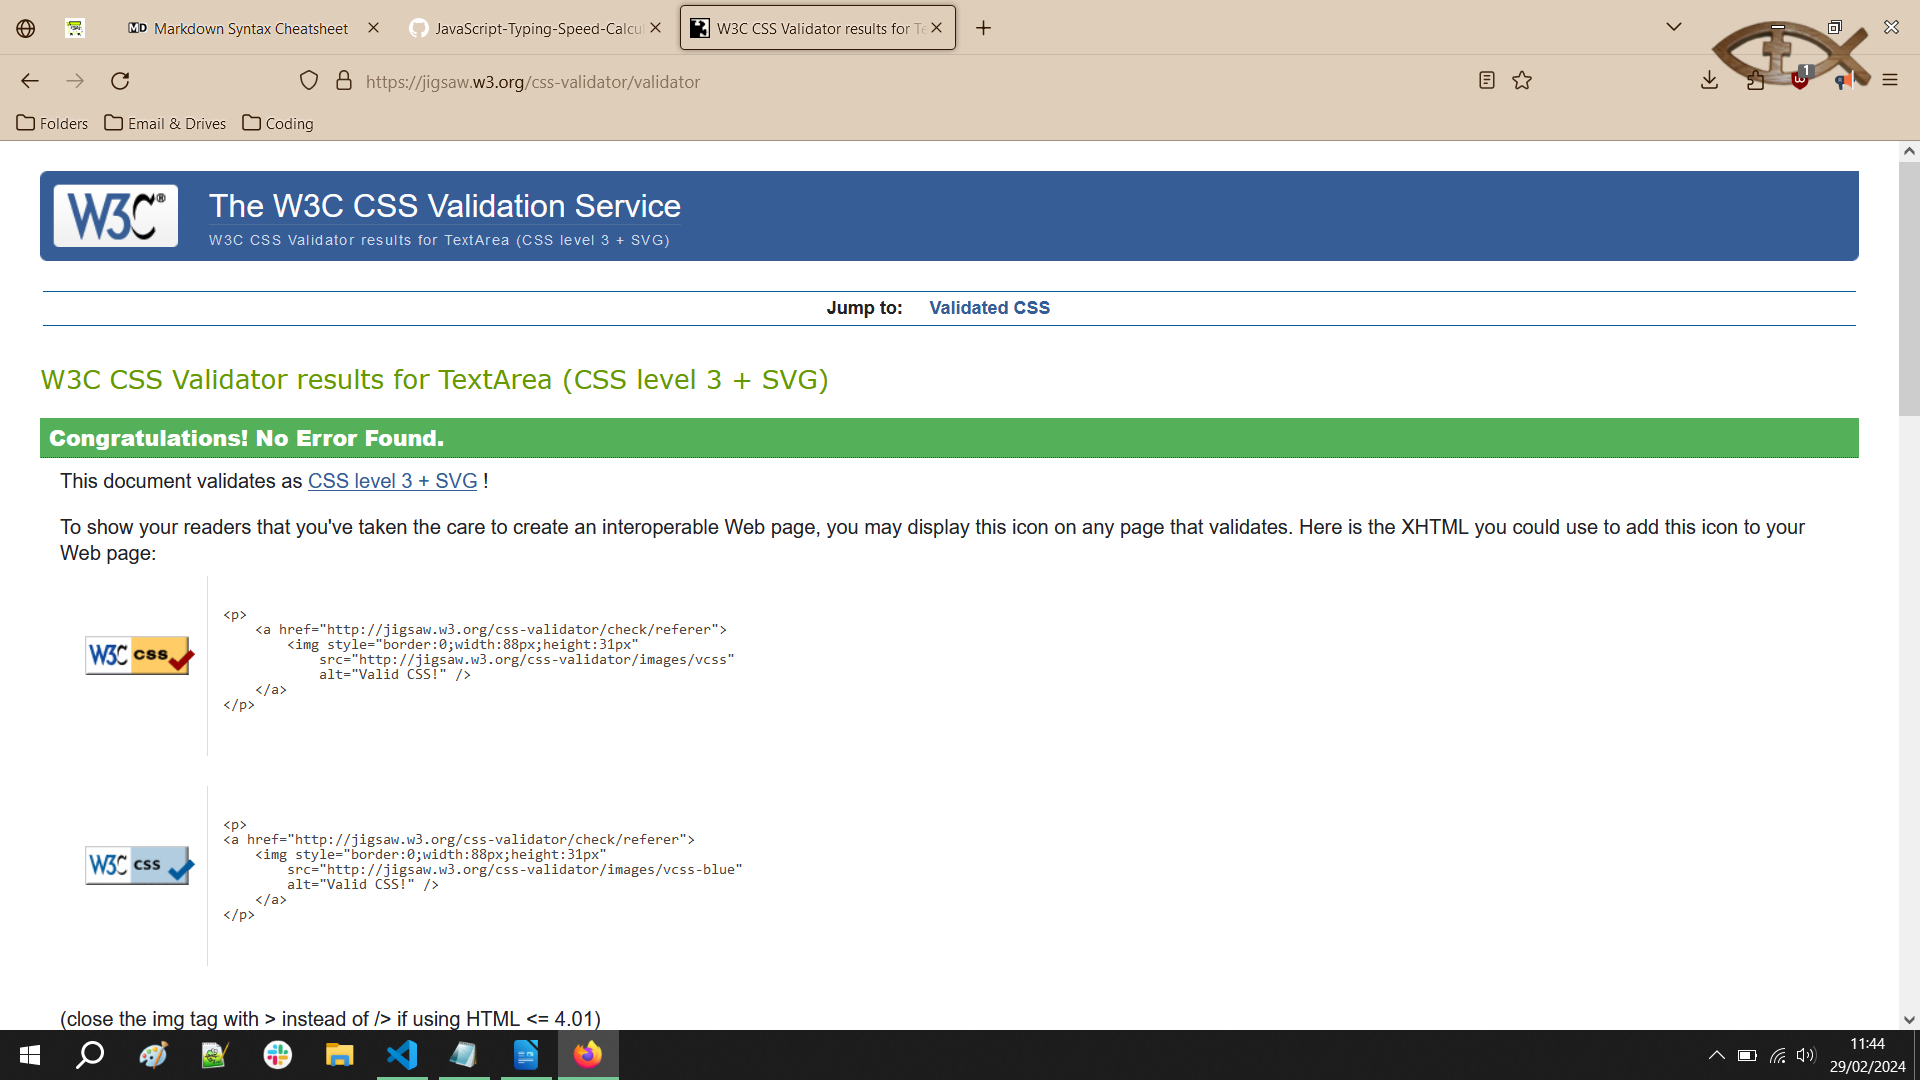 Markdown Syntax Cheatsheet
JavaScript-Typing-Speed-Calcu
W3C CSS Validator results for Te
https://jigsaw.w3.org/css-validator/validator
1
Folders
Email & Drives
Coding
W3C®
The W3C CSS Validation Service
W3C CSS Validator results for TextArea (CSS level 3 + SVG)
Jump to: Validated CSS
W3C CSS Validator results for TextArea (CSS level 3 + SVG)
Congratulations! No Error Found.
This document validates as CSS level 3 + SVG !
To show your readers that you've taken the care to create an interoperable Web page, you may display this icon on any page that validates. Here is the XHTML you could use to add this icon to your
Web page:
W3C css
<p>
    <a href="http://jigsaw.w3.org/css-validator/check/referer">
        <img style="border:0;width:88px;height:31px"
            src="http://jigsaw.w3.org/css-validator/images/vcss"
            alt="Valid CSS!" />
    </a>
</p>
W3C css
<p>
<a href="http://jigsaw.w3.org/css-validator/check/referer">
    <img style="border:0;width:88px;height:31px"
        src="http://jigsaw.w3.org/css-validator/images/vcss-blue"
        alt="Valid CSS!" />
    </a>
</p>
(close the img tag with > instead of /> if using HTML <= 4.01)
11:44
29/02/2024